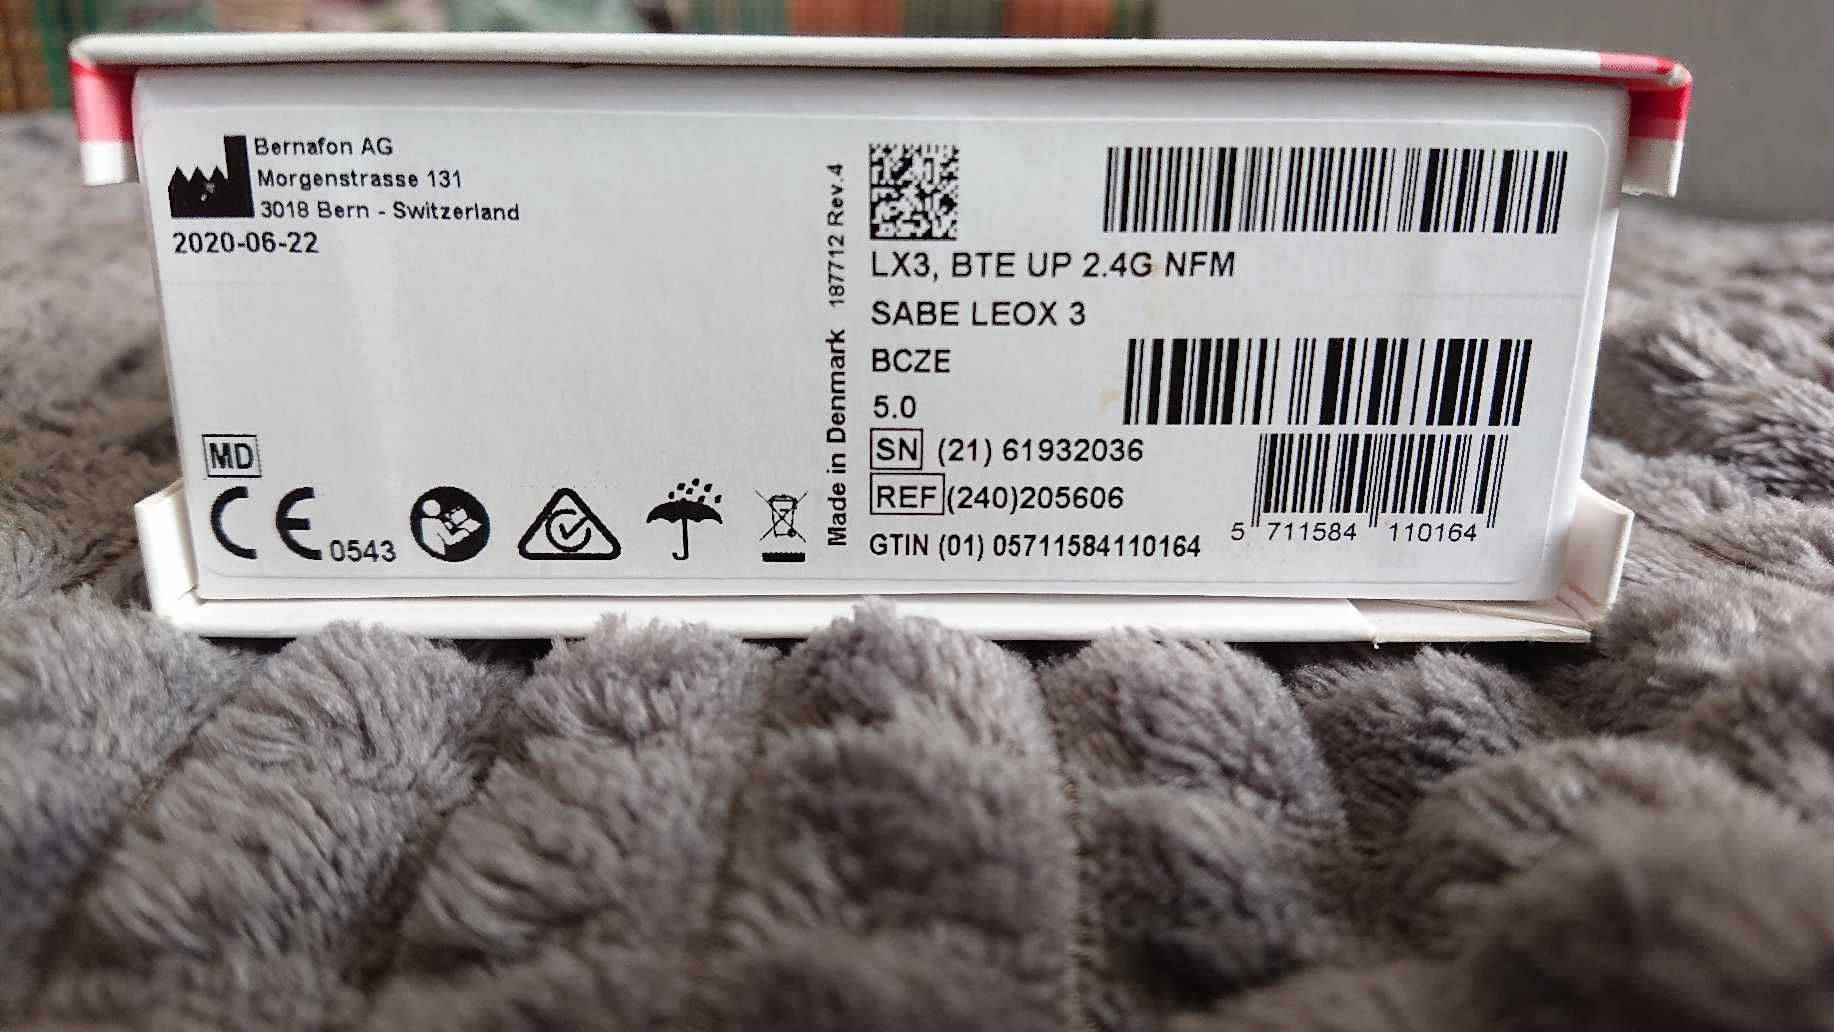 Bernafon AG
Morgenstrasse 131
3018 Bern - Switzerland
2020-06-22
MD
CE 0543
Made in Denmark 187712 Rev.4
LX3, BTE UP 2.4G NFM
SABE LEOX 3
BCZE
5.0
SN (21) 61932036
REF (240)205606
GTIN (01) 05711584110164
5 711584 110164